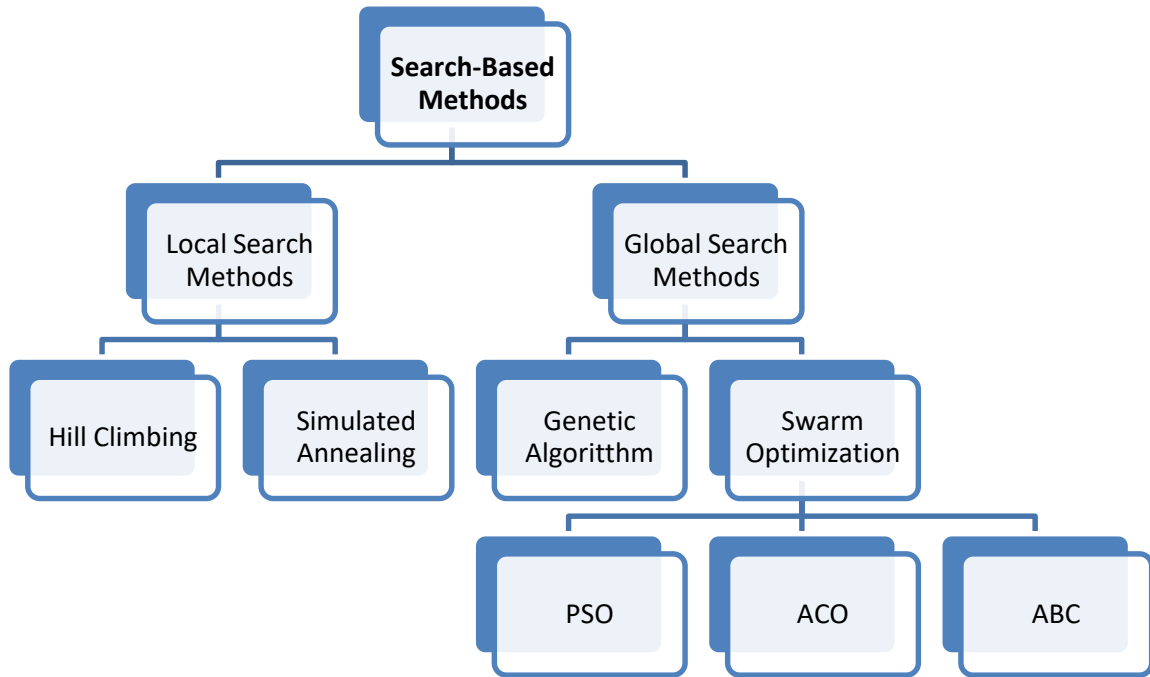 Search-Based
Methods
Local Search
Methods
Global Search
Methods
Hill Climbing
Simulated
Annealing
Genetic
Algoritthm
Swarm
Optimization
PSO
ACO
ABC